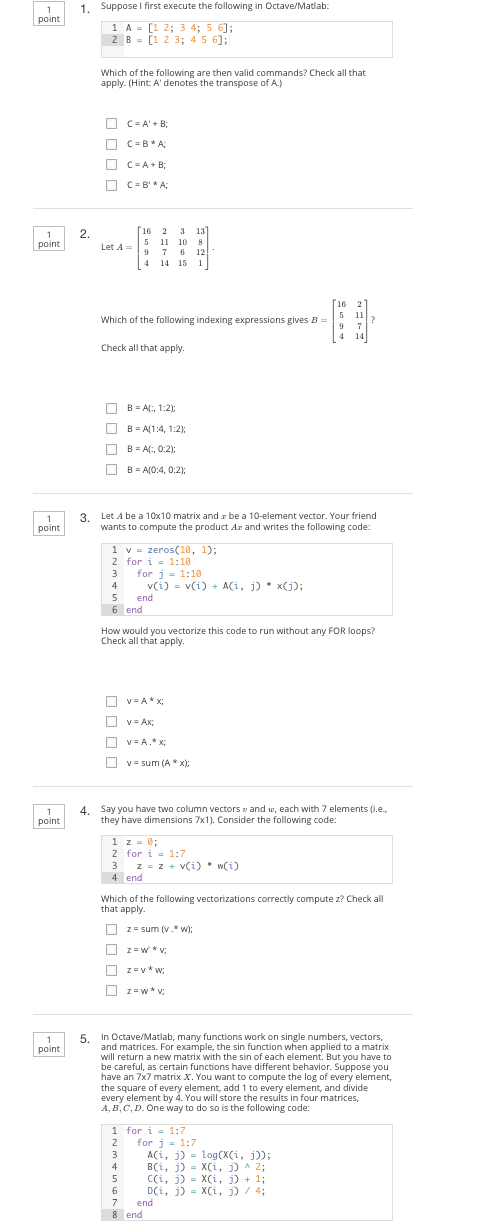 1 point
1. Suppose I first execute the following in Octave/Matlab:
1 A = [1 2; 3 4; 5 6];
2 B = [1 2 3; 4 5 6];
Which of the following are then valid commands? Check all that
apply. (Hint: A' denotes the transpose of A.)
C = A' + B;
C = B * A;
C = A + B;
C = B' * A;
1 point
2. Let A = [16 2 3 13
5 11 10 8
9 7 6 12
4 14 15 1].
Which of the following indexing expressions gives B = [16 2
5 11
9 7
4 14]?
Check all that apply.
B = A(:, 1:2);
B = A(1:4, 1:2);
B = A(:, 0:2);
B = A(0:4, 0:2);
1 point
3. Let A be a 10x10 matrix and x be a 10-element vector. Your friend
wants to compute the product Ax and writes the following code:
1 v = zeros(10, 1);
2 for i = 1:10
3 for j = 1:10
4 v(i) = v(i) + A(i, j) * x(j);
5 end
6 end
How would you vectorize this code to run without any FOR loops?
Check all that apply.
v = A * x;
v = Ax;
v = A .* x;
v = sum (A * x);
1 point
4. Say you have two column vectors v and w, each with 7 elements (i.e.,
they have dimensions 7x1). Consider the following code:
1 z = 0;
2 for i = 1:7
3 z = z + v(i) * w(i)
4 end
Which of the following vectorizations correctly compute z? Check all
that apply.
z = sum (v .* w);
z = w' * v;
z = v * w;
z = w * v;
1 point
5. In Octave/Matlab, many functions work on single numbers, vectors,
and matrices. For example, the sin function when applied to a matrix
will return a new matrix with the sin of each element. But you have to
be careful, as certain functions have different behavior. Suppose you
have an 7x7 matrix X. You want to compute the log of every element,
the square of every element, add 1 to every element, and divide
every element by 4. You will store the results in four matrices,
A, B, C, D. One way to do so is the following code:
1 for i = 1:7
2 for j = 1:7
3 A(i, j) = log(X(i, j));
4 B(i, j) = X(i, j) ^ 2;
5 C(i, j) = X(i, j) + 1;
6 D(i, j) = X(i, j) / 4;
7 end
8 end